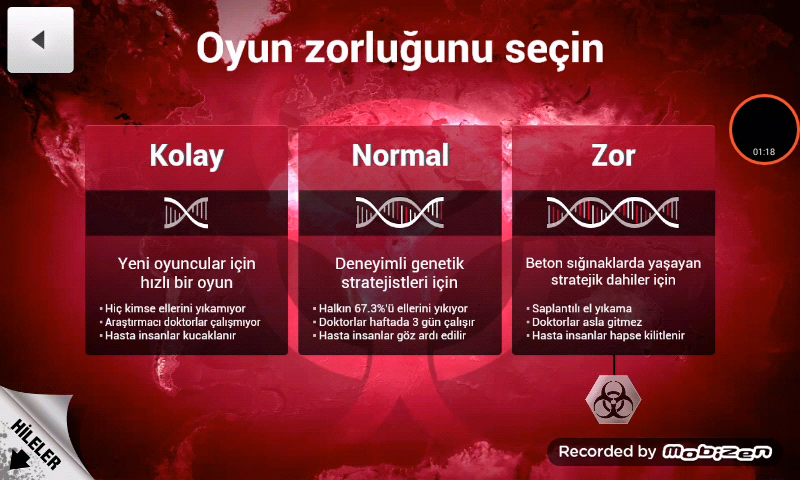 Oyun zorluğunu seçin
01:18
Kolay
Yeni oyuncular için
hızlı bir oyun
▪ Hiç kimse ellerini yıkamıyor
▪ Araştırmacı doktorlar çalışmıyor
▪ Hasta insanlar kucaklanır
Normal
Deneyimli genetik
stratejistleri için
▪ Halkın 67.3%'ü ellerini yıkıyor
▪ Doktorlar haftada 3 gün çalışır
▪ Hasta insanlar göz ardı edilir
Zor
Beton sığınaklarda yaşayan
stratejik dahiler için
▪ Saplantılı el yıkama
▪ Doktorlar asla gitmez
▪ Hasta insanlar hapse kilitlenir
HİLELER
Recorded by mobizen